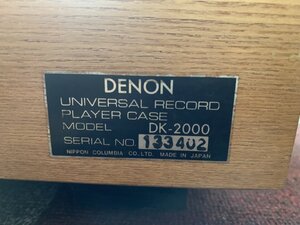 DENON
UNIVERSAL RECORD
PLAYER CASE
MODEL DK-2000
SERIAL NO 133402
NIPPON COLUMBIA CO., LTD. MADE IN JAPAN